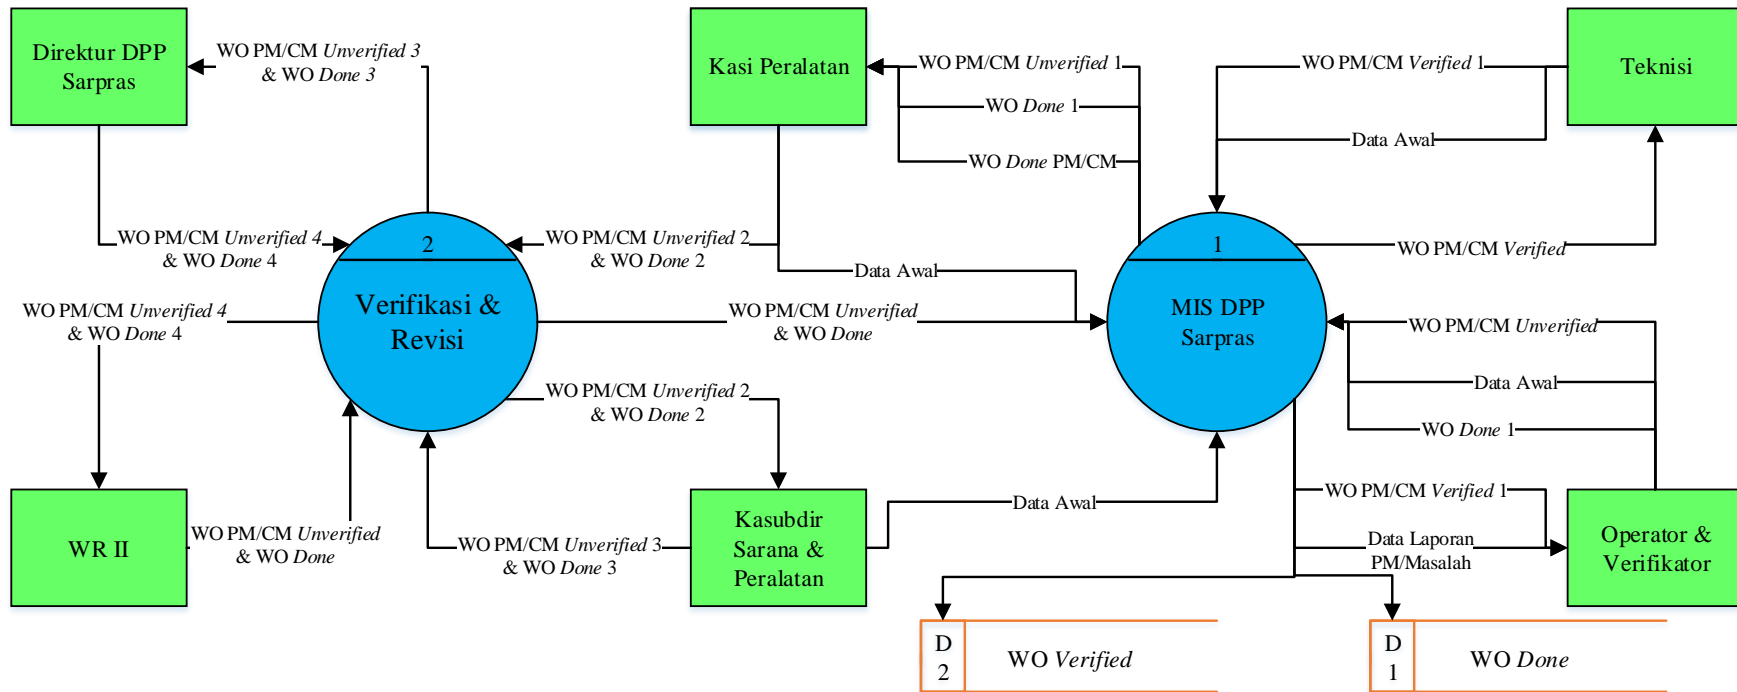 Direktur DPP
Sarpras
WO PM/CM Unverified 3
& WO Done 3
Kasi Peralatan
WO PM/CM Unverified 1
WO Done 1
WO Done PM/CM
WO PM/CM Verified 1
Data Awal
Teknisi
WO PM/CM Unverified 4
& WO Done 4
2
Verifikasi &
Revisi
WO PM/CM Unverified 2
& WO Done 2
Data Awal
1
MIS DPP
Sarpras
WO PM/CM Verified
WO PM/CM Unverified 4
& WO Done 4
WO PM/CM Unverified
& WO Done
WO PM/CM Unverified
Data Awal
WO Done 1
WO PM/CM Unverified 2
& WO Done 2
WR II
WO PM/CM Unverified
& WO Done
WO PM/CM Unverified 3
& WO Done 3
Kasubdir
Sarana &
Peralatan
Data Awal
WO PM/CM Verified 1
Data Laporan
PM/Masalah
Operator &
Verifikator
D
2
WO Verified
D
1
WO Done